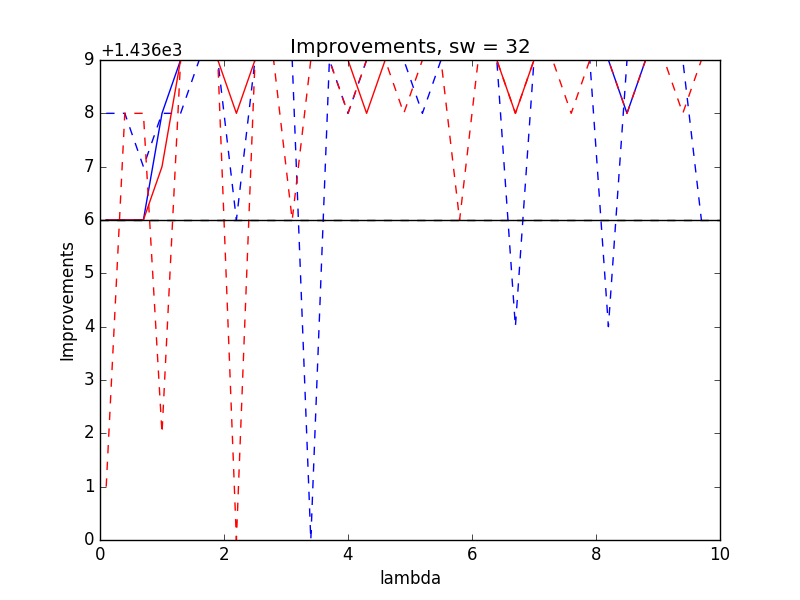 Improvements, sw = 32
+1.436e3
9
8
7
6
5
4
3
2
1
0
Improvements
0 2 4 6 8 10
lambda